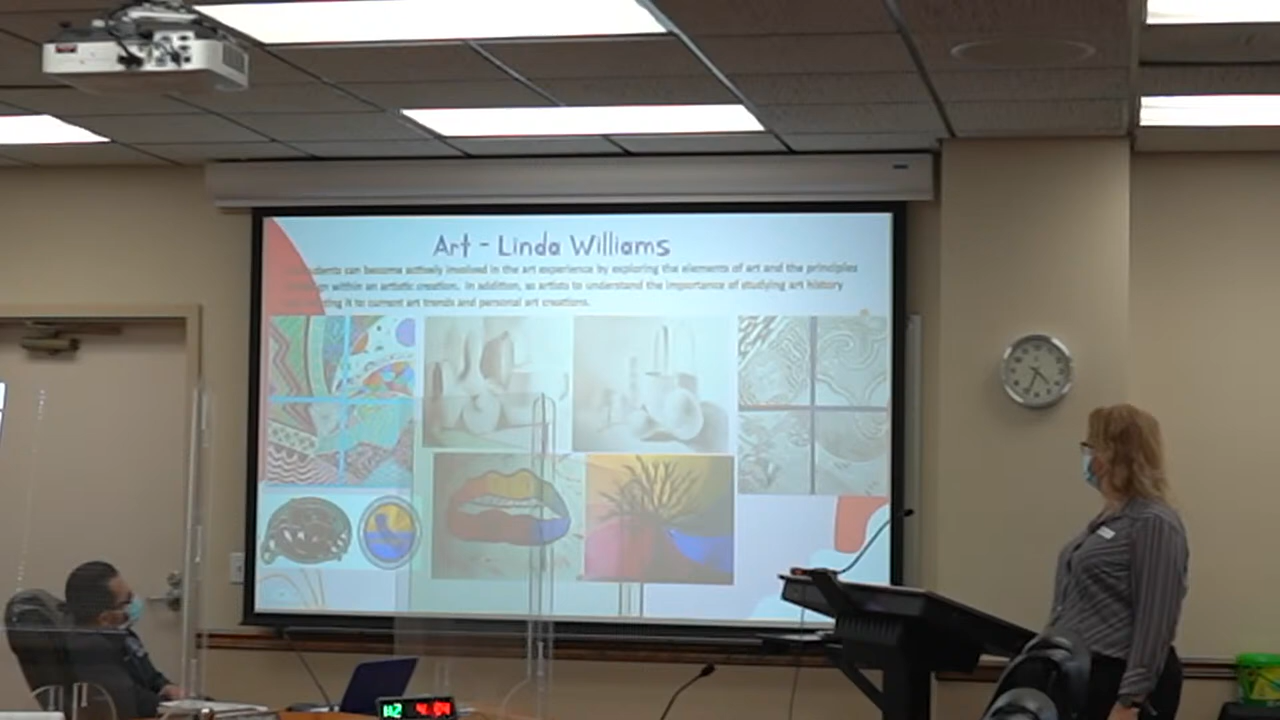 Art - Linda Williams
udents can become actively involved in the art experience by exploring the elements of art and the principles
within an artistic creation. In addition, as artists to understand the importance of studying art history
ting it to current art trends and personal art creations.